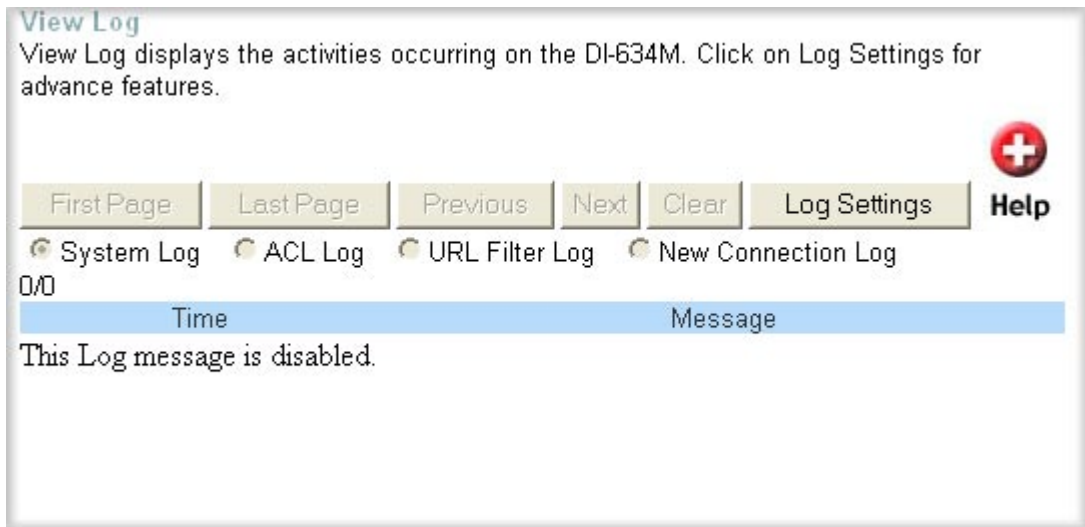 View Log
View Log displays the activities occurring on the DI-634M. Click on Log Settings for
advance features.
First Page Last Page Previous Next Clear Log Settings Help
System Log ACL Log URL Filter Log New Connection Log
0/0
Time Message
This Log message is disabled.